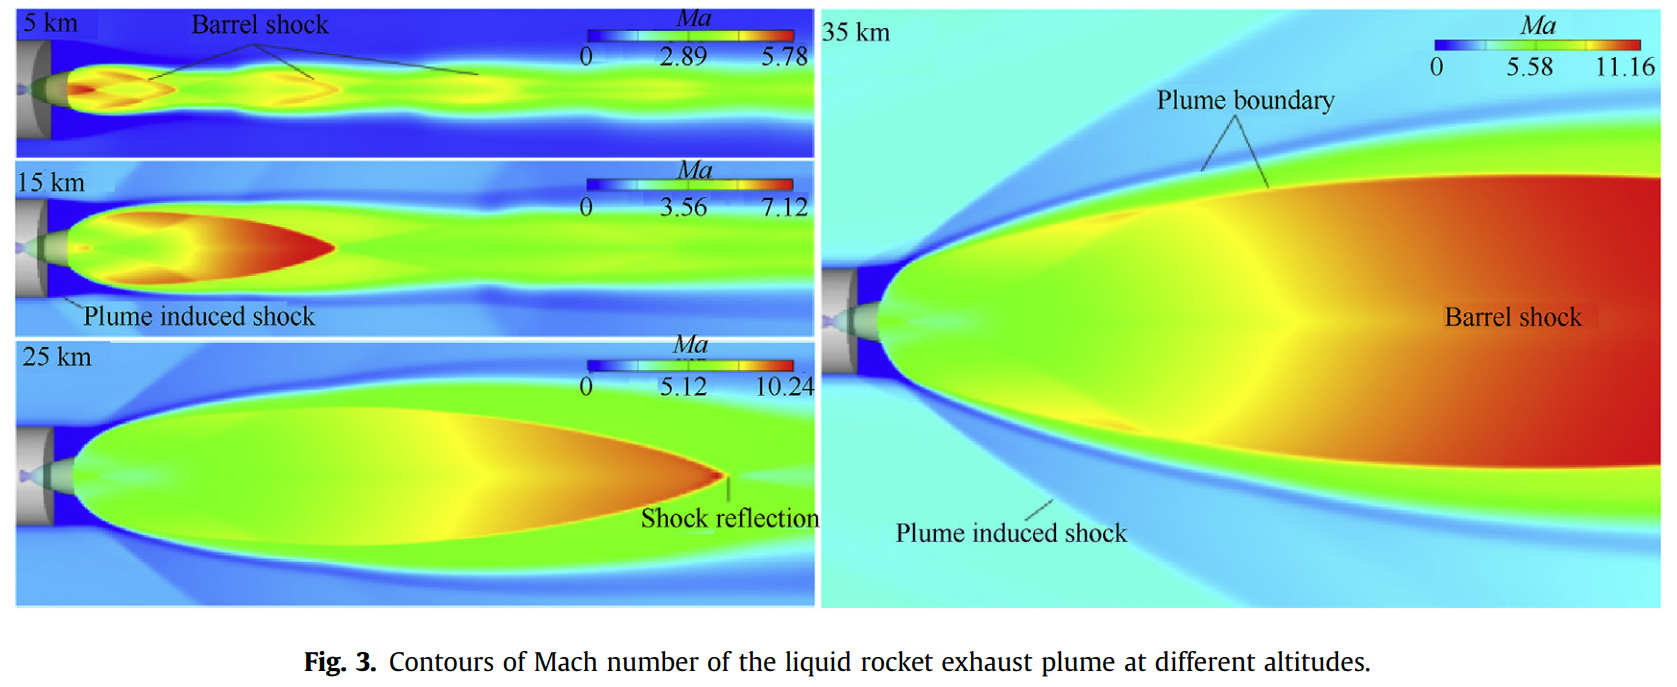 5 km
Barrel shock
Ma
0 2.89 5.78
15 km
Ma
0 3.56 7.12
Plume induced shock
25 km
Ma
0 5.12 10.24
Shock reflection
35 km
Ma
0 5.58 11.16
Plume boundary
Barrel shock
Plume induced shock
Fig. 3. Contours of Mach number of the liquid rocket exhaust plume at different altitudes.